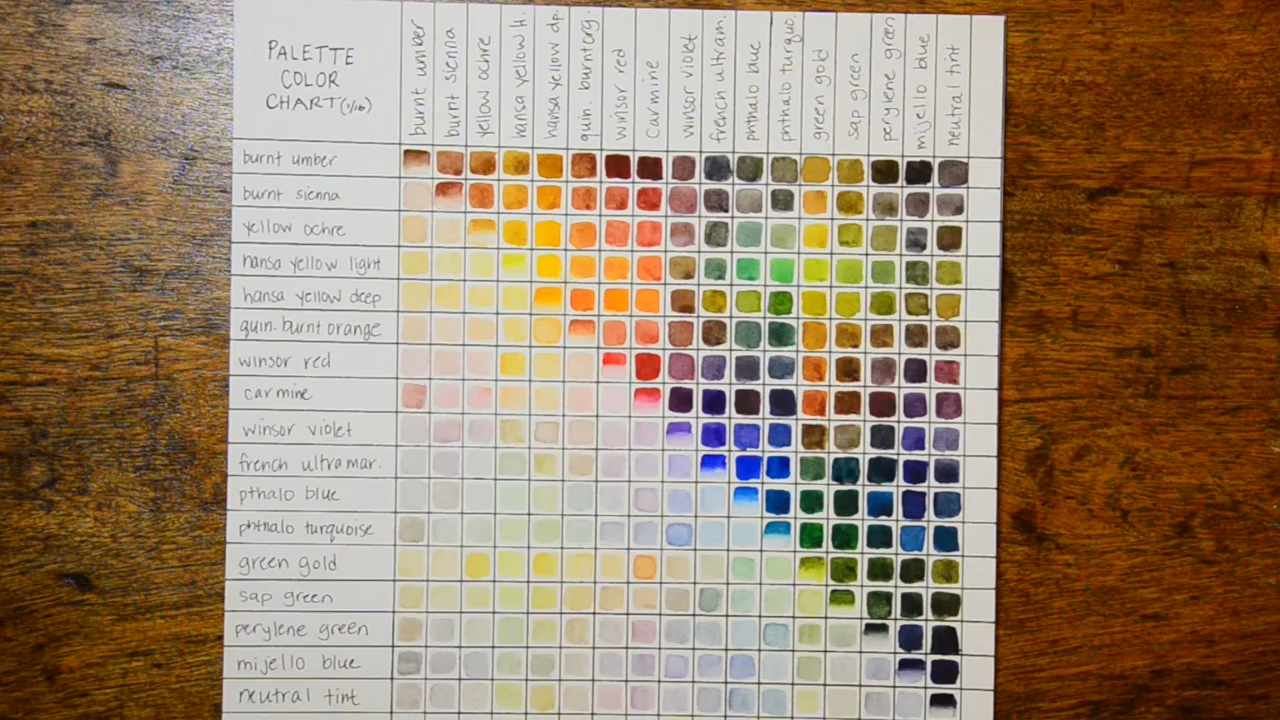 PALETTE
COLOR
CHART (1/16)
burnt umber
burnt sienna
yellow ochre
hansa yellow lt.
hansa yellow dp.
quin. burnt org.
winsor red
Carmine
winsor violet
french ultram.
phthalo blue
phthalo turquo.
green gold
sap green
perylene green
mijello blue
neutral tint
burnt umber
burnt sienna
yellow ochre
hansa yellow light
hansa yellow deep
quin. burnt orange
winsor red
carmine
winsor violet
french ultramar.
pthalo blue
phthalo turquoise
green gold
sap green
perylene green
mijello blue
neutral tint